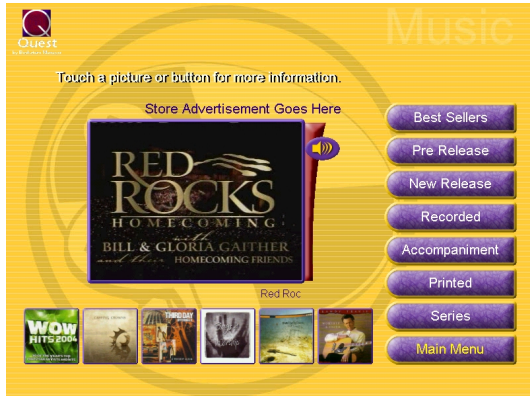 Music
Quest
Touch a picture or button for more information.
Store Advertisement Goes Here
RED
ROCKS
HOMECOMING
with
BILL & GLORIA GAITHER
and their HOMECOMING FRIENDS
Red Roc
Best Sellers
Pre Release
New Release
Recorded
Accompaniment
Printed
Series
Main Menu
WOW
HITS 2004
THIRD DAY